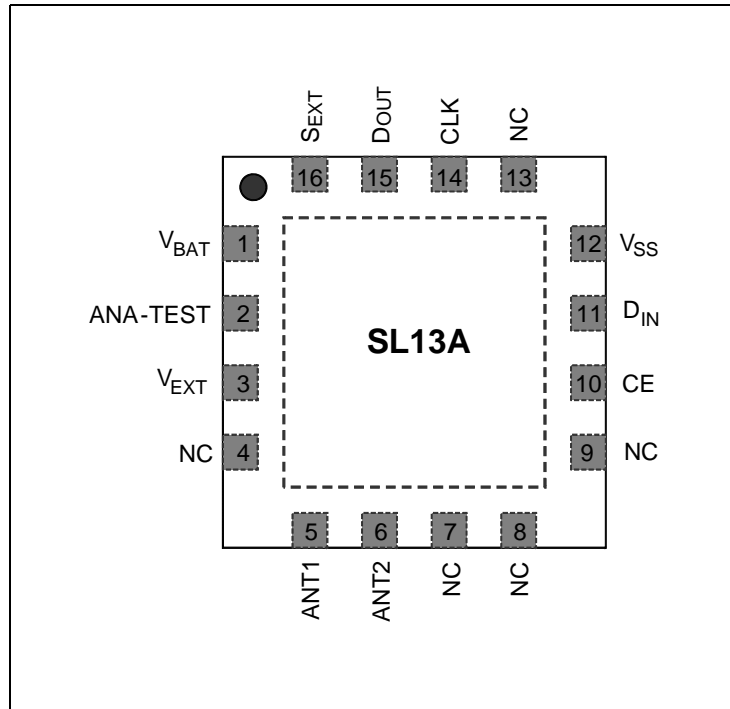 SEXT DOUT CLK NC
16 15 14 13
VBAT 1
12 VSS
ANA-TEST 2
11 DIN
SL13A
VEXT 3
10 CE
NC 4
9 NC
5 6 7 8
ANT1 ANT2 NC NC